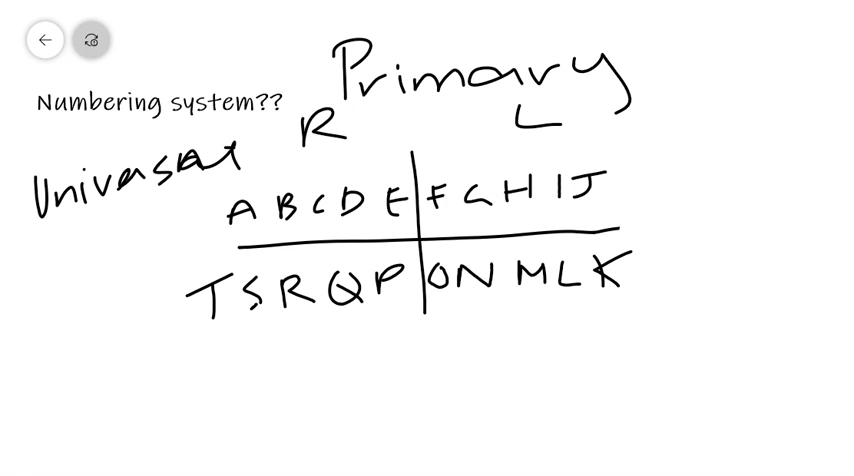 Primary
Numbering system??
R L
Universal
A B C D E F G H I J
T S R Q P O N M L K